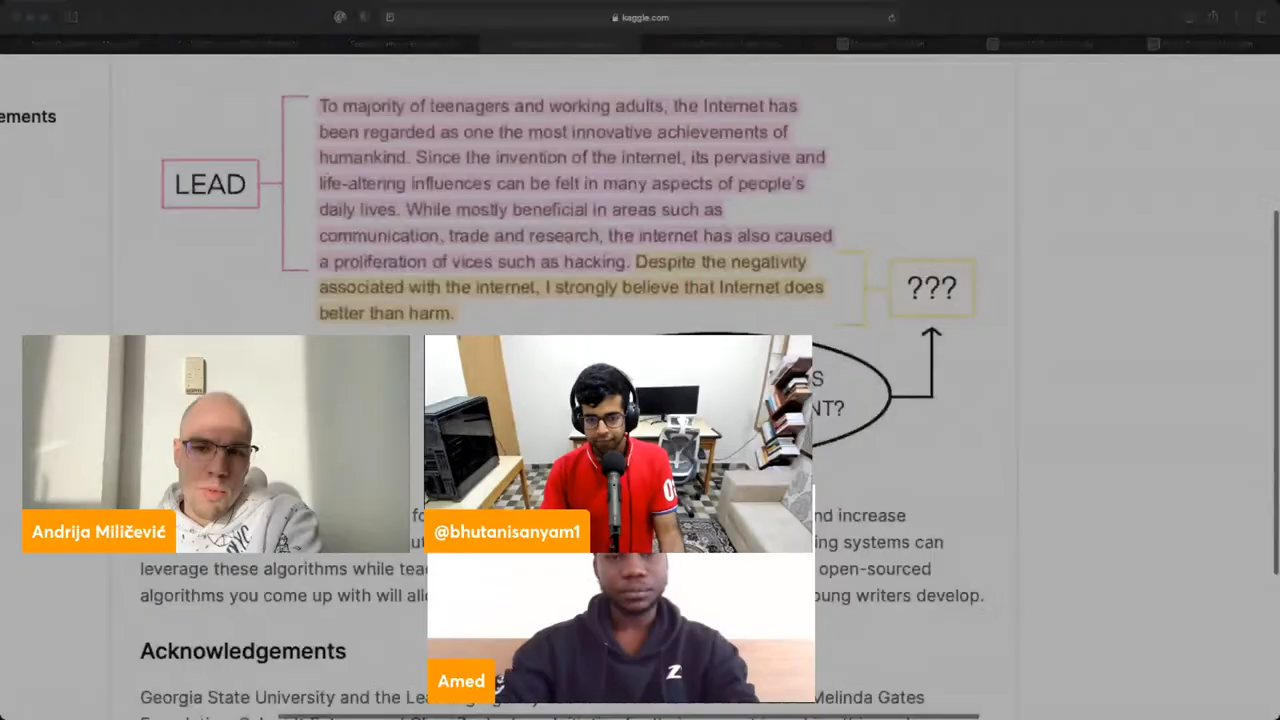 kaggle.com
ements
LEAD
To majority of teenagers and working adults, the Internet has
been regarded as one the most innovative achievements of
humankind. Since the invention of the internet, its pervasive and
life-altering influences can be felt in many aspects of people's
daily lives. While mostly beneficial in areas such as
communication, trade and research, the internet has also caused
a proliferation of vices such as hacking. Despite the negativity
associated with the internet, I strongly believe that Internet does
better than harm.
???
S
NT?
Andrija Miličević
@bhutanisanyam1
nd increase
ing systems can
leverage these algorithms while tea
open-sourced
algorithms you come up with will allo
oung writers develop.
Amed
Z
Acknowledgements
Georgia State University and the Lea
Melinda Gates